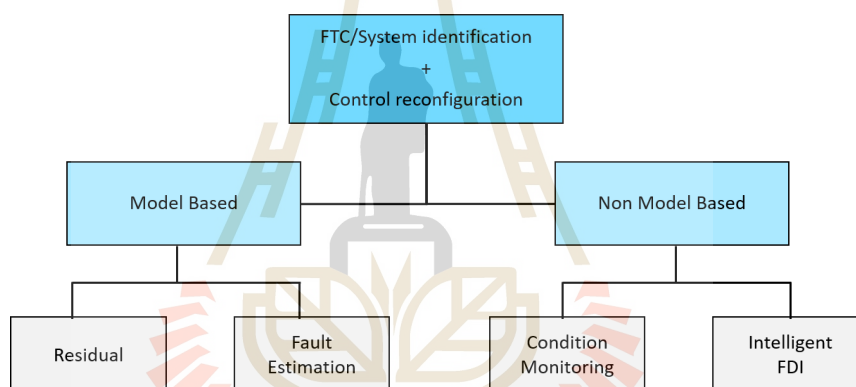 FTC/System identification
+
Control reconfiguration
Model Based
Non Model Based
Residual
Fault
Estimation
Condition
Monitoring
Intelligent
FDI